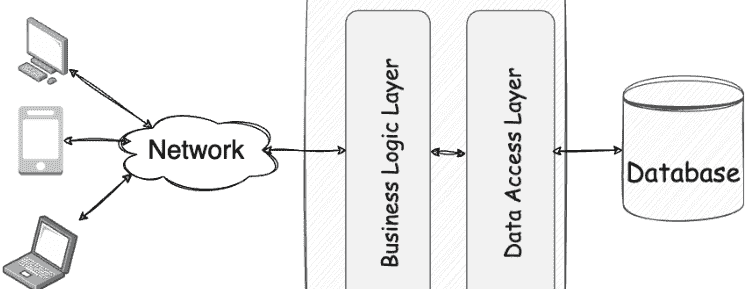 Network
Business Logic Layer
Data Access Layer
Database